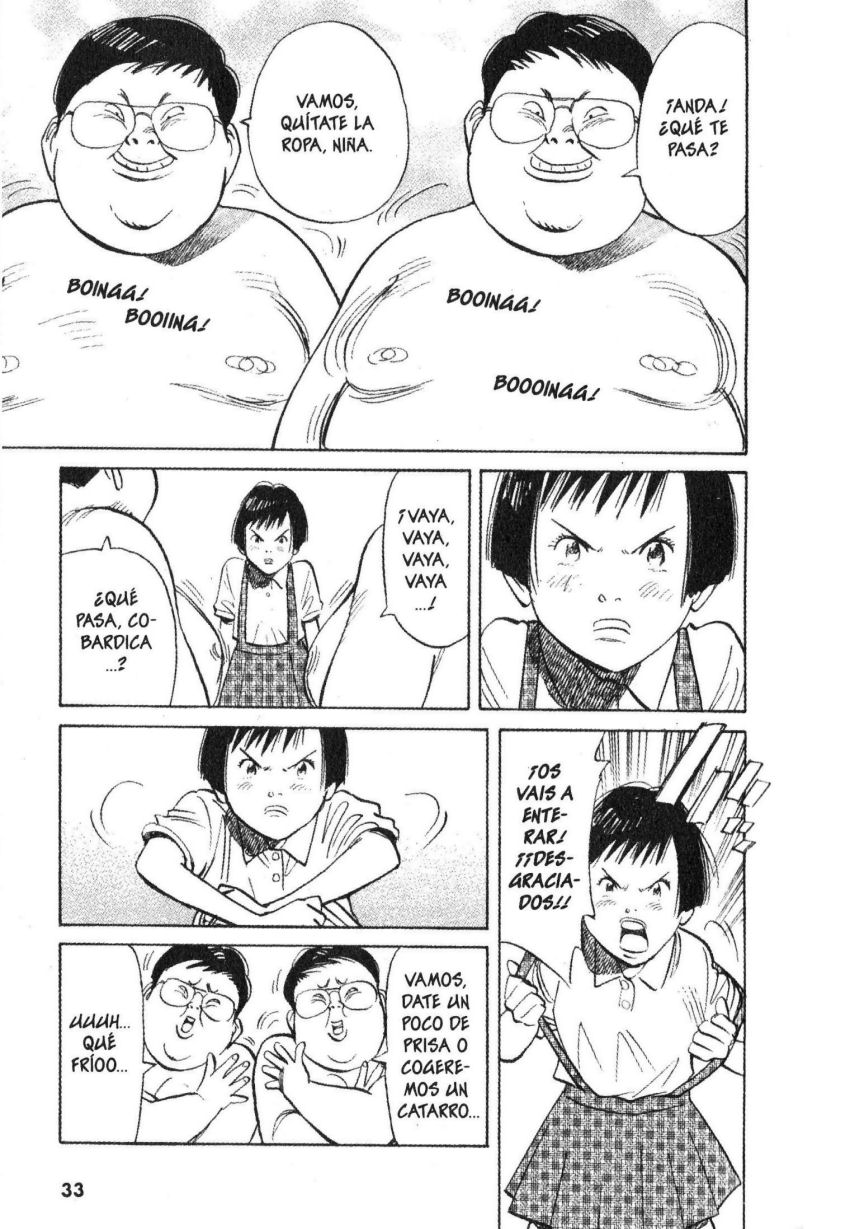 ¡ANDA!
¿QUÉ TE
PASA?
VAMOS,
QUÍTATE LA
ROPA, NIÑA.
BOOINGG!
BOOOINGG!
BOINGG!
BOOIING!
¡VAYA,
VAYA,
VAYA,
VAYA
...!
¿QUÉ
PASA, CO-
BARDICA
...?
¡OS
VAIS A
ENTE-
RAR!
¡¡DES-
GRACIA-
DOS!!
VAMOS,
DATE UN
POCO DE
PRISA O
COGERE-
MOS UN
CATARRO...
UUUH...
QUÉ
FRÍOO...
33